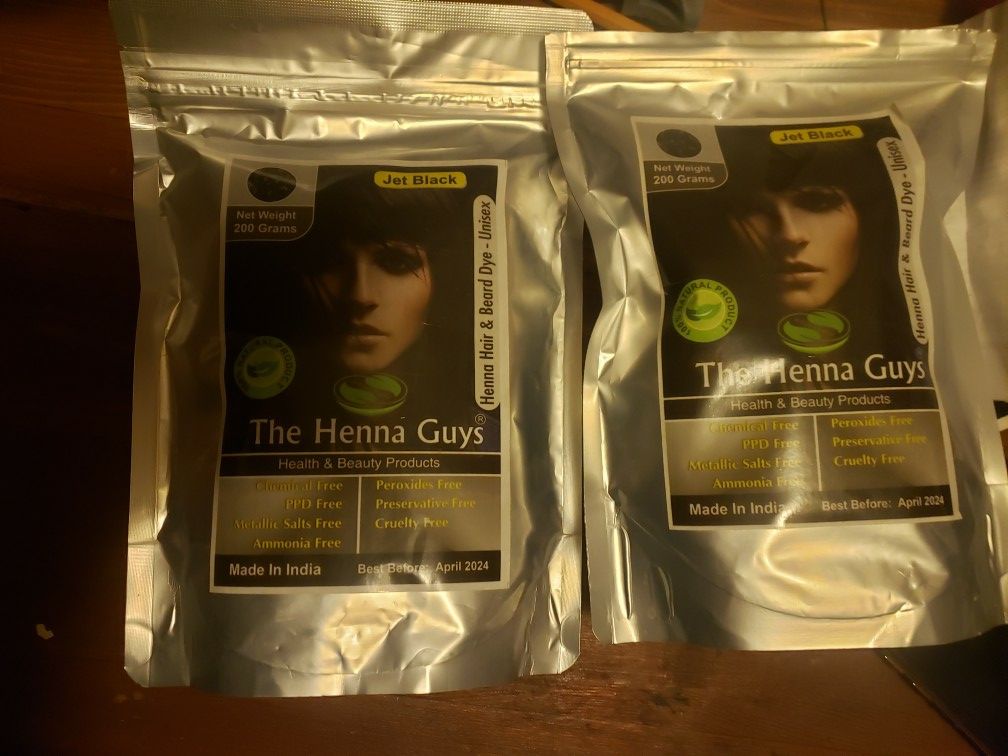 Jet Black
Net Weight
200 Grams
Henna Hair & Beard Dye - Unisex
100% NATURAL PRODUCT
The Henna Guys®
Health & Beauty Products
Chemical Free
PPD Free
Metallic Salts Free
Ammonia Free
Peroxides Free
Preservative Free
Cruelty Free
Made In India
Best Before: April 2024
Jet Black
Net Weight
200 Grams
Henna Hair & Beard Dye - Unisex
100% NATURAL PRODUCT
The Henna Guys
Health & Beauty Products
Chemical Free
PPD Free
Metallic Salts Free
Ammonia Free
Peroxides Free
Preservative Free
Cruelty Free
Made In India
Best Before: April 2024